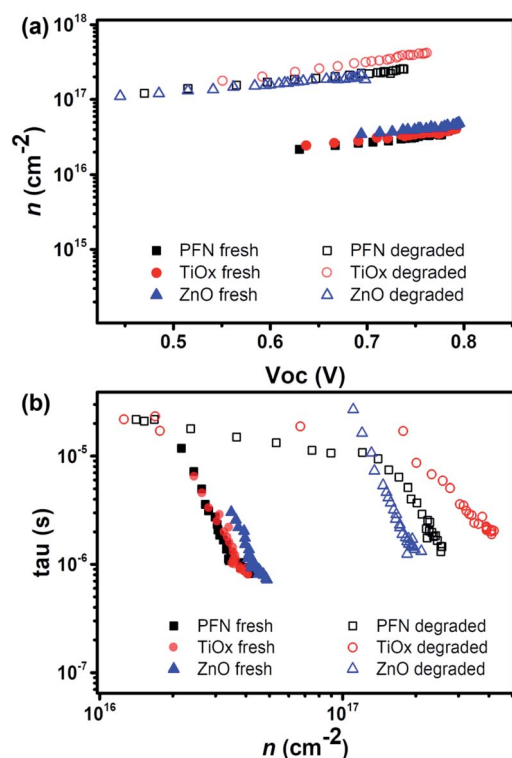 (a)
10^18
10^17
10^16
10^15
n (cm^-2)
PFN fresh PFN degraded
TiOx fresh TiOx degraded
ZnO fresh ZnO degraded
0.5 0.6 0.7 0.8
Voc (V)
(b)
10^-5
10^-6
10^-7
tau (s)
PFN fresh PFN degraded
TiOx fresh TiOx degraded
ZnO fresh ZnO degraded
10^16 10^17
n (cm^-2)